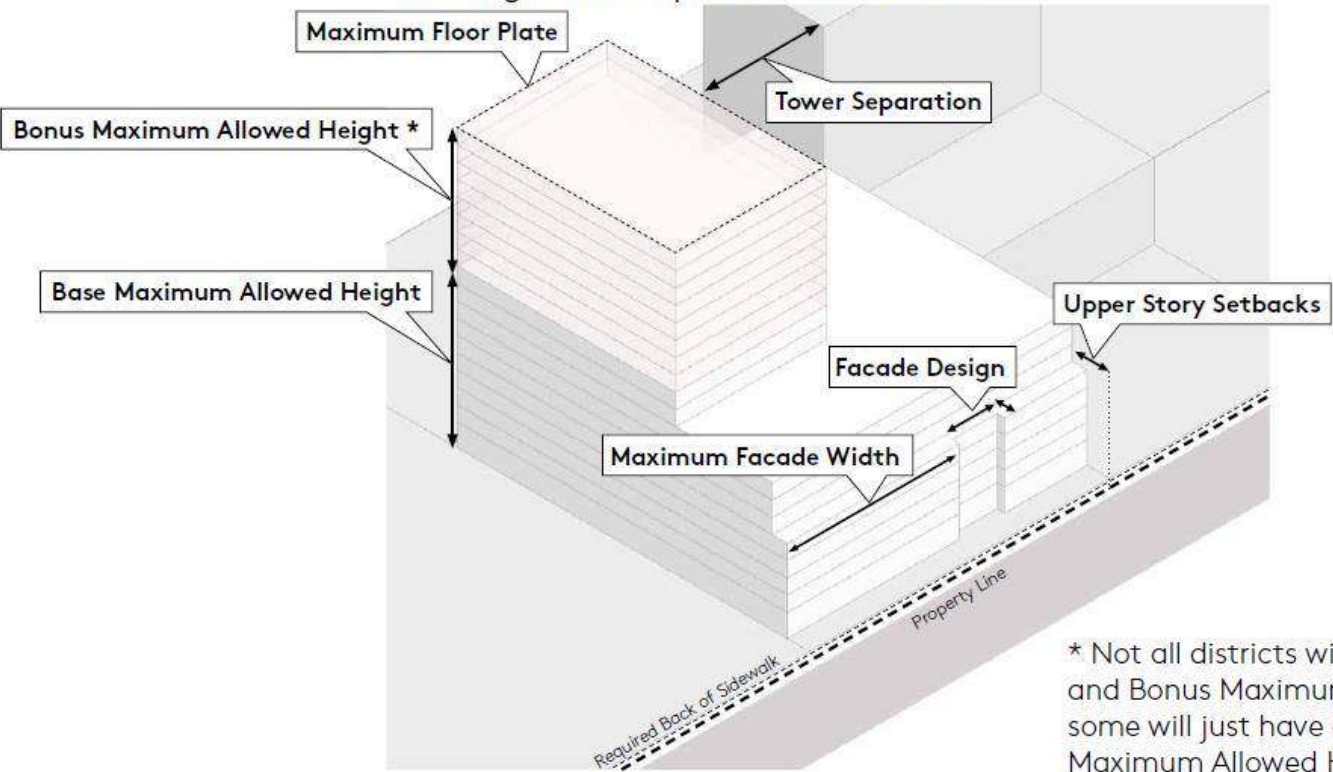 Maximum Floor Plate
Tower Separation
Bonus Maximum Allowed Height *
Base Maximum Allowed Height
Upper Story Setbacks
Facade Design
Maximum Facade Width
Property Line
Required Back of Sidewalk
* Not all districts
and Bonus
some will just have
Maximum Allowed